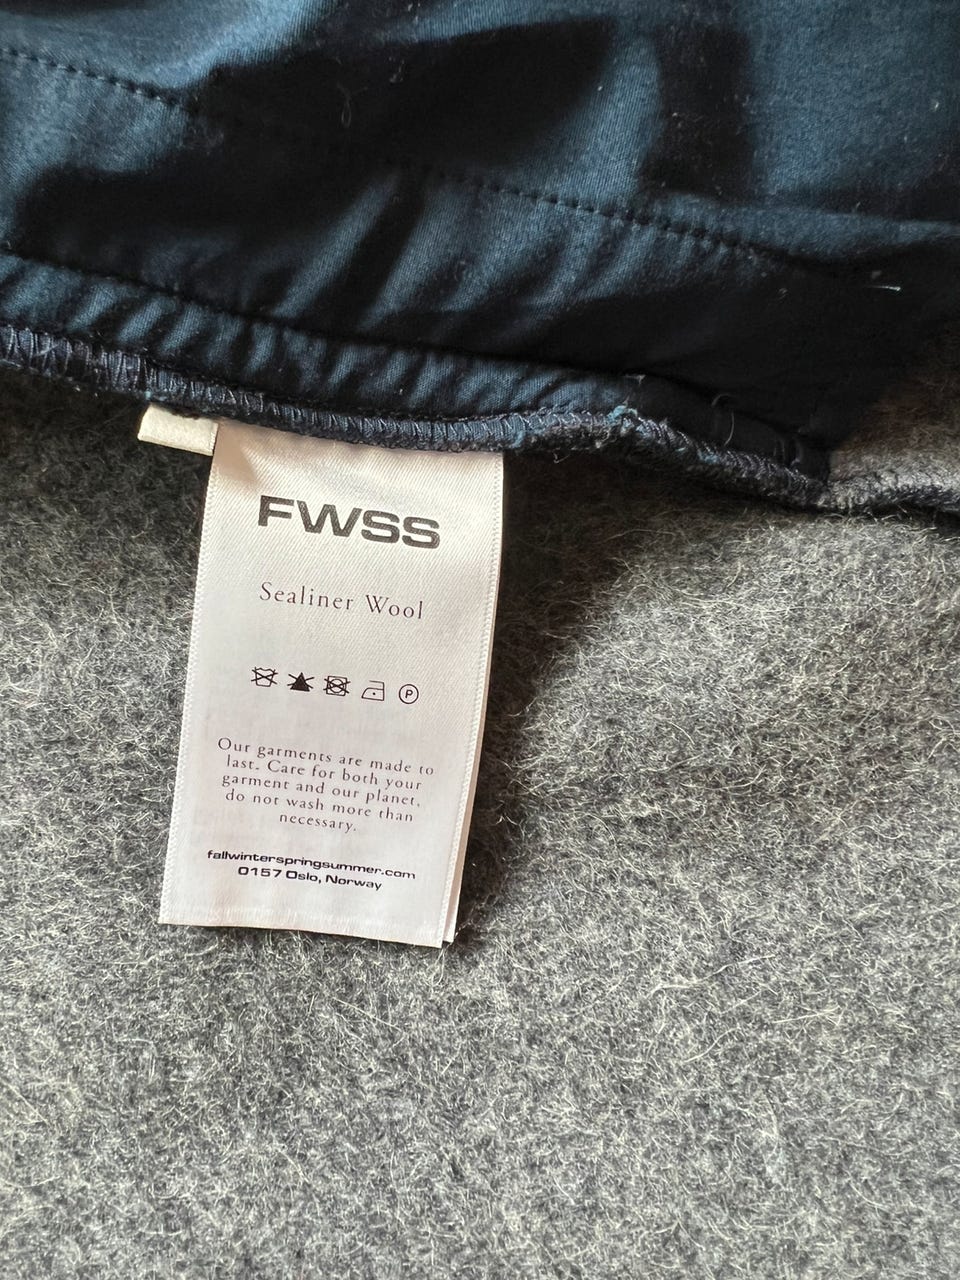 FWSS
Sealiner Wool
P
Our garments are made to
last. Care for both your
garment and our planet,
do not wash more than
necessary.
fallwinterspringsummer.com
0157 Oslo, Norway